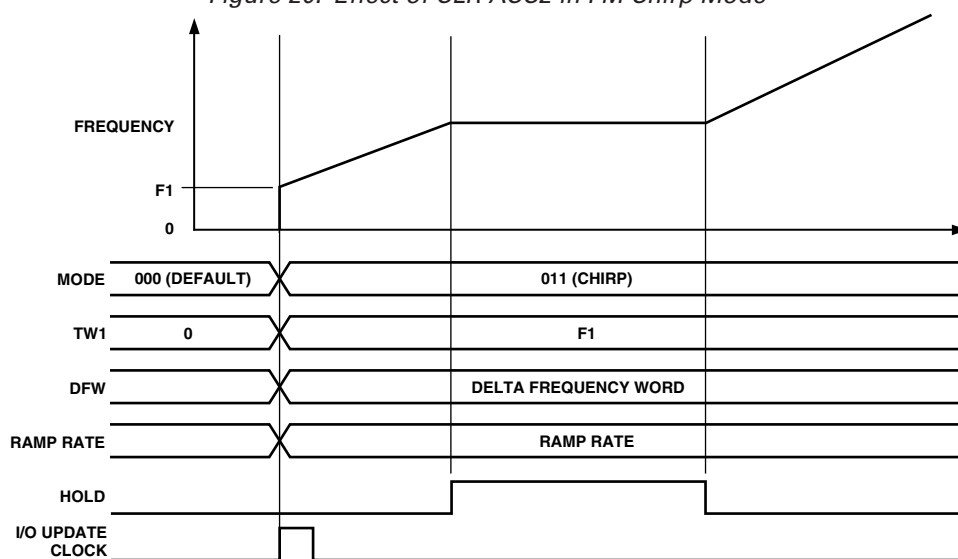 Figure 20. Effect of CLR ACC2 in FM Chirp Mode
FREQUENCY
F1
0
MODE 000 (DEFAULT) 011 (CHIRP)
TW1 0 F1
DFW DELTA FREQUENCY WORD
RAMP RATE RAMP RATE
HOLD
I/O UPDATE
CLOCK